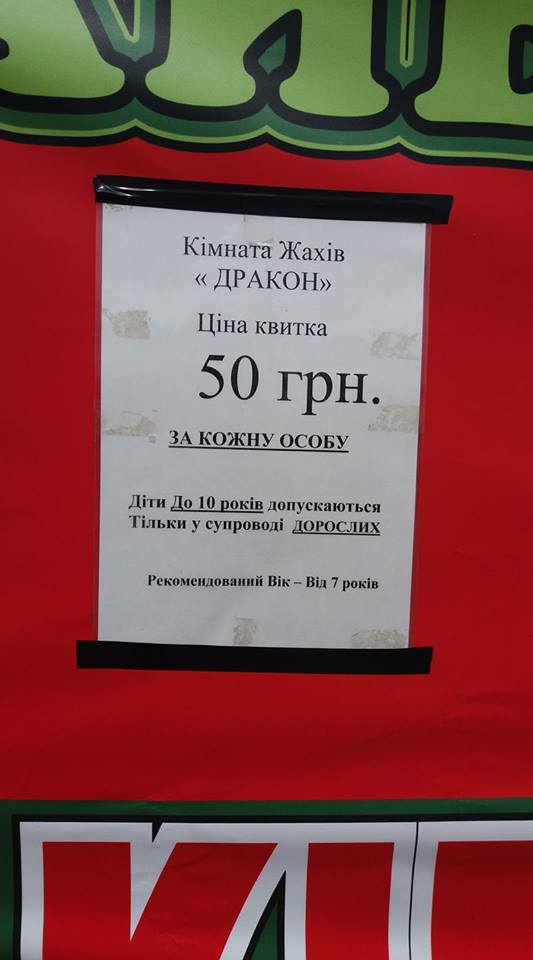 Кімната Жахів
« ДРАКОН»
Ціна квитка
50 грн.
ЗА КОЖНУ ОСОБУ
Діти До 10 років допускаються
Тільки у супроводі ДОРОСЛИХ
Рекомендований Вік – Від 7 років